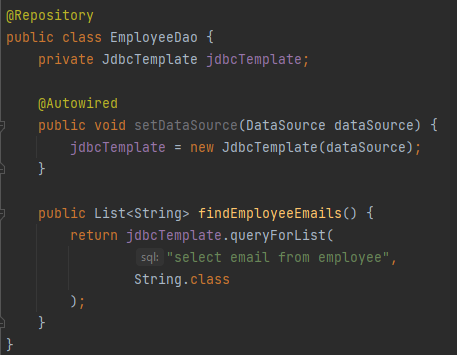 @Repository
public class EmployeeDao {
    private JdbcTemplate jdbcTemplate;
    @Autowired
    public void setDataSource(DataSource dataSource) {
        jdbcTemplate = new JdbcTemplate(dataSource);
    }
    public List<String> findEmployeeEmails() {
        return jdbcTemplate.queryForList(
                sql: "select email from employee",
                String.class
        );
    }
}